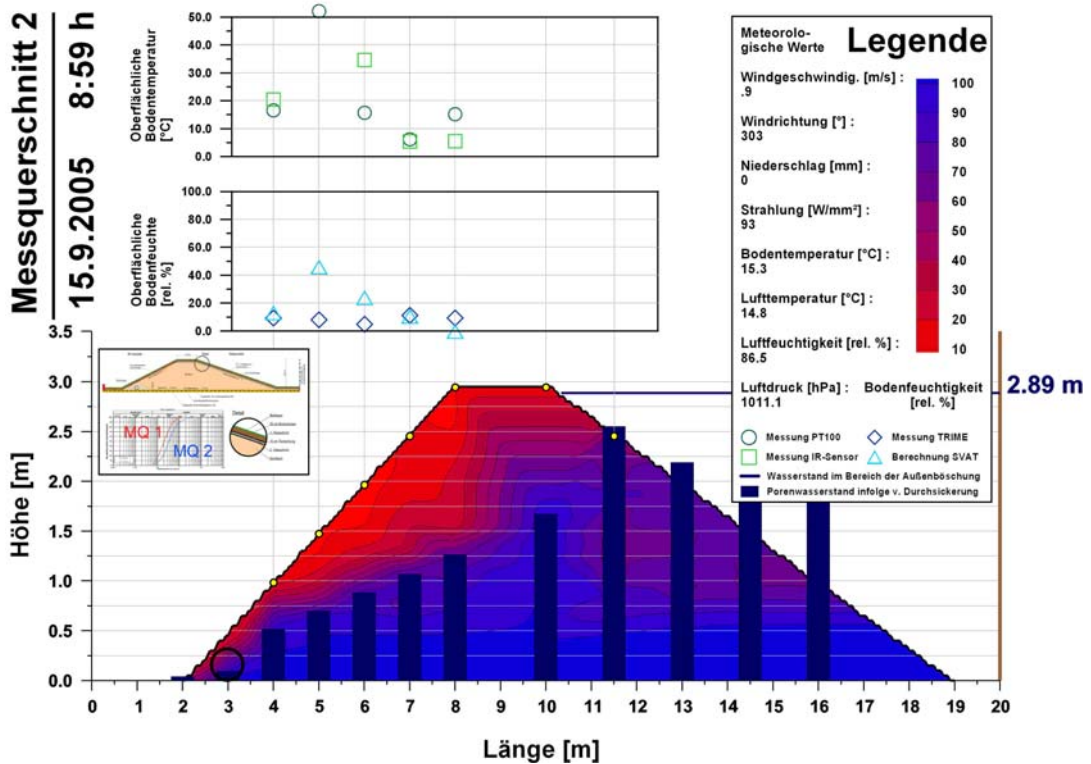 Messquerschnitt 2
15.9.2005 8:59 h
Oberflächliche
Bodentemperatur
[°C]
50.0
40.0
30.0
20.0
10.0
0.0
Oberflächliche
Bodenfeuchte
[rel. %]
100.0
80.0
60.0
40.0
20.0
0.0
Meteorolo-
gische Werte
Legende
Windgeschwindig. [m/s] :
.9
Windrichtung [°] :
303
Niederschlag [mm] :
0
Strahlung [W/mm²] :
93
Bodentemperatur [°C] :
15.3
Lufttemperatur [°C] :
14.8
Luftfeuchtigkeit [rel. %] :
86.5
Luftdruck [hPa] :
1011.1
100
90
80
70
60
50
40
30
20
10
Bodenfeuchtigkeit
[rel. %]
Messung PT100
Messung TRIME
Messung IR-Sensor
Berechnung SVAT
Wasserstand im Bereich der Außenböschung
Porenwasserstand infolge v. Durchsickerung
2.89 m
MQ 1
MQ 2
Höhe [m]
3.5
3.0
2.5
2.0
1.5
1.0
0.5
0.0
0 1 2 3 4 5 6 7 8 9 10 11 12 13 14 15 16 17 18 19 20
Länge [m]